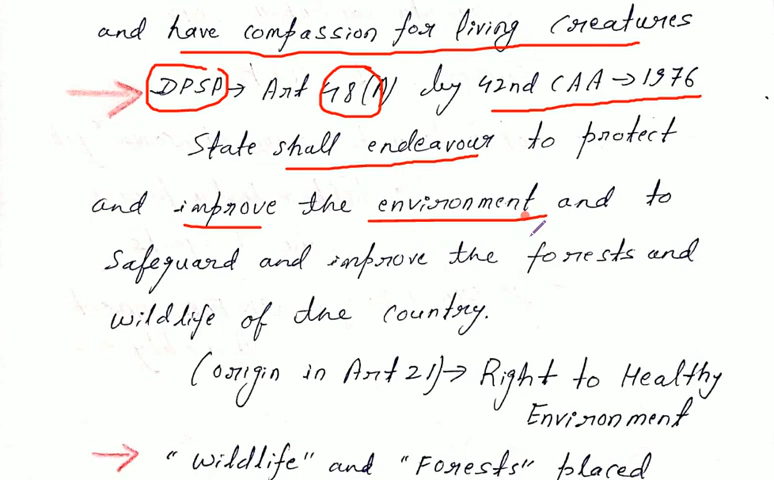 and have compassion for living creatures
DPSP → Art 48(A) by 42nd CAA → 1976
State shall endeavour to protect
and improve the environment and to
safeguard and improve the forests and
wildlife of the country.
(origin in Art 21) → Right to Healthy
Environment
→ "wildlife" and "Forests" placed